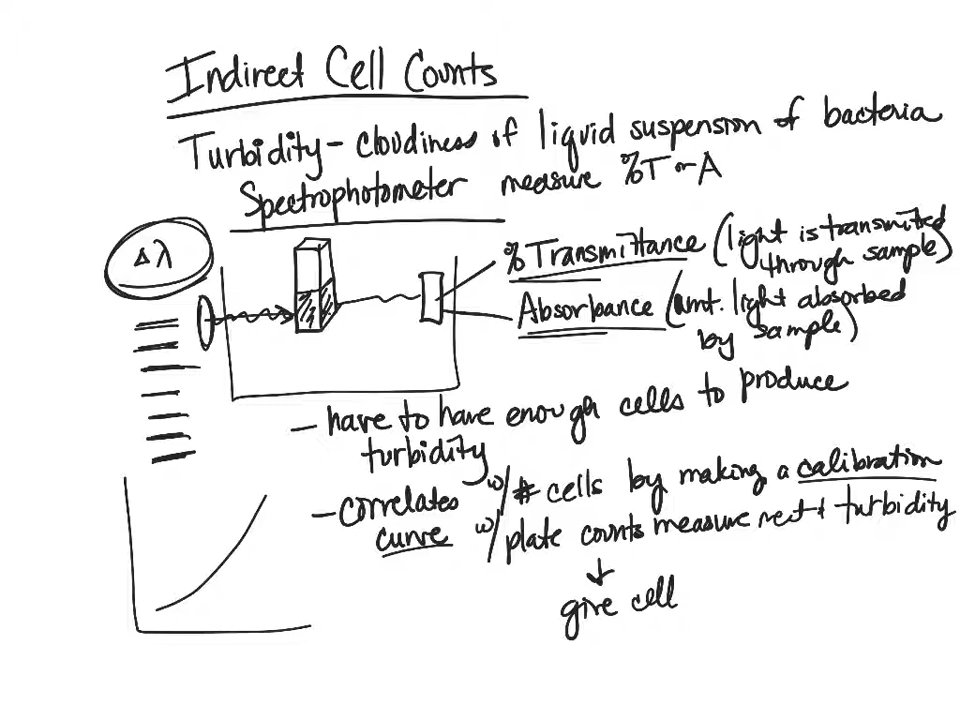 Indirect Cell Counts
Turbidity - cloudiness of liquid suspension of bacteria
Spectrophotometer measure %T or A
Δλ
% Transmittance (light is transmitted
through sample)
Absorbance (amt. light absorbed
by sample)
- have to have enough cells to produce
turbidity
- correlates w/ # cells by making a calibration
curve w/ plate counts measure turbidity
give cell